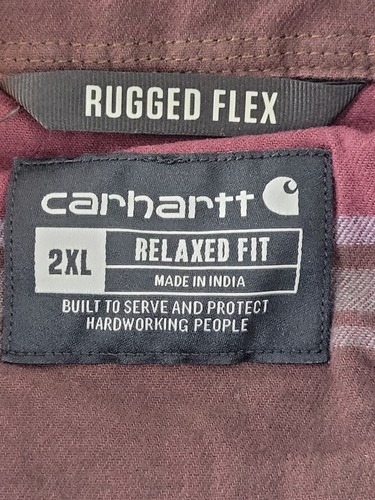 RUGGED FLEX
carhartt
2XL
RELAXED FIT
MADE IN INDIA
BUILT TO SERVE AND PROTECT
HARDWORKING PEOPLE